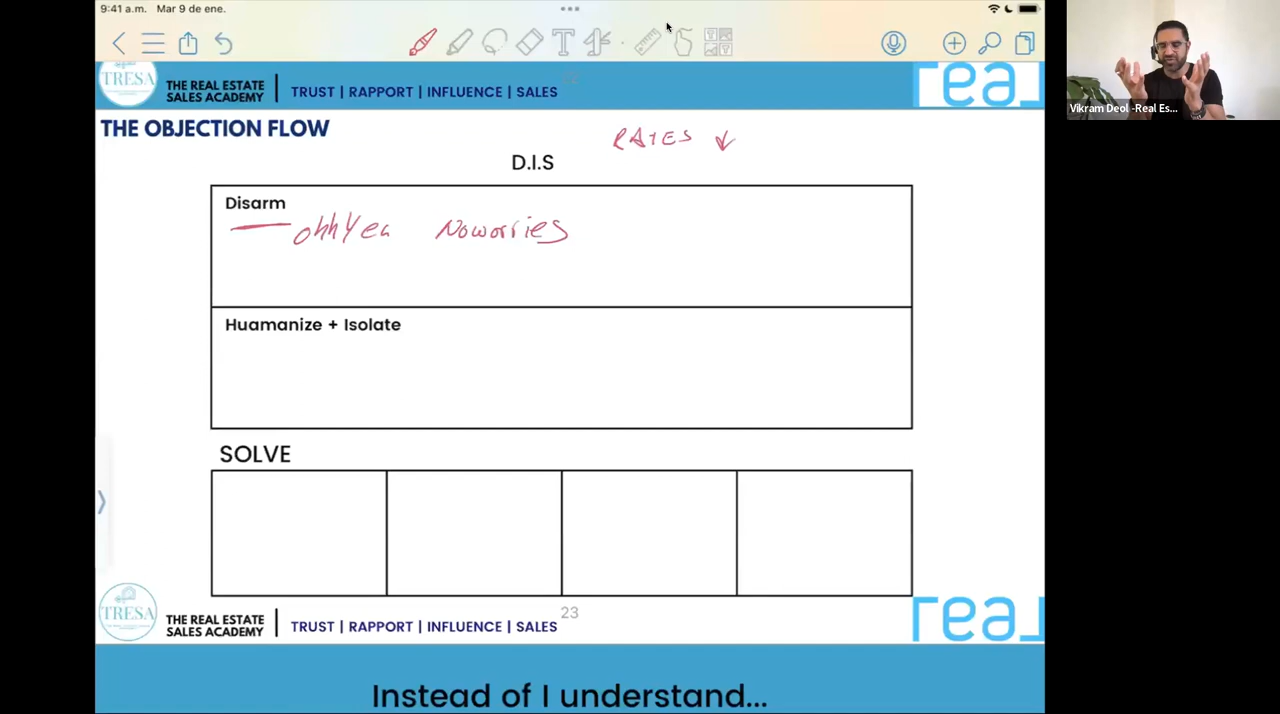 9:41 a.m. Mar 9 de ene.
TRESA
THE REAL ESTATE
SALES ACADEMY
TRUST | RAPPORT | INFLUENCE | SALES
real
Vikram Deol -Real Es...
THE OBJECTION FLOW
RATES ↓
D.I.S
Disarm
ohhYea Noworries
Huamanize + Isolate
SOLVE
TRESA
THE REAL ESTATE
SALES ACADEMY
TRUST | RAPPORT | INFLUENCE | SALES
23
real
Instead of I understand...